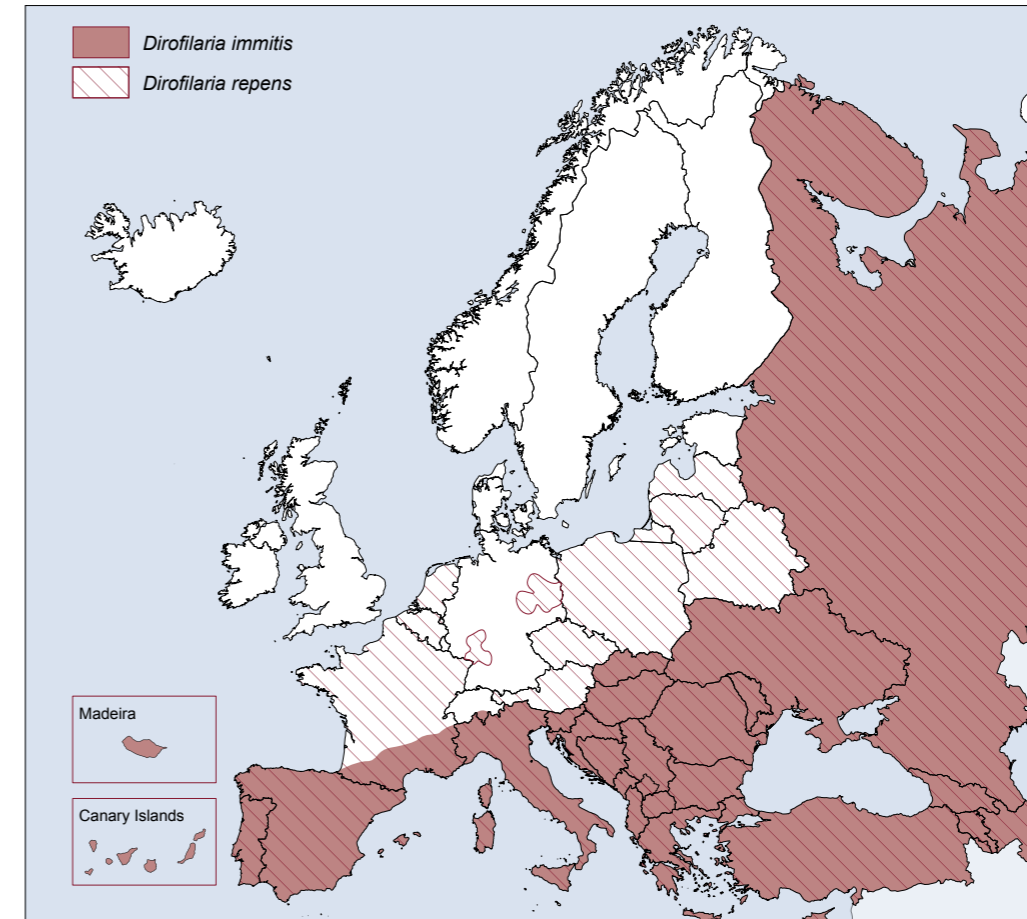 Dirofilaria immitis
Dirofilaria repens
Madeira
Canary Islands